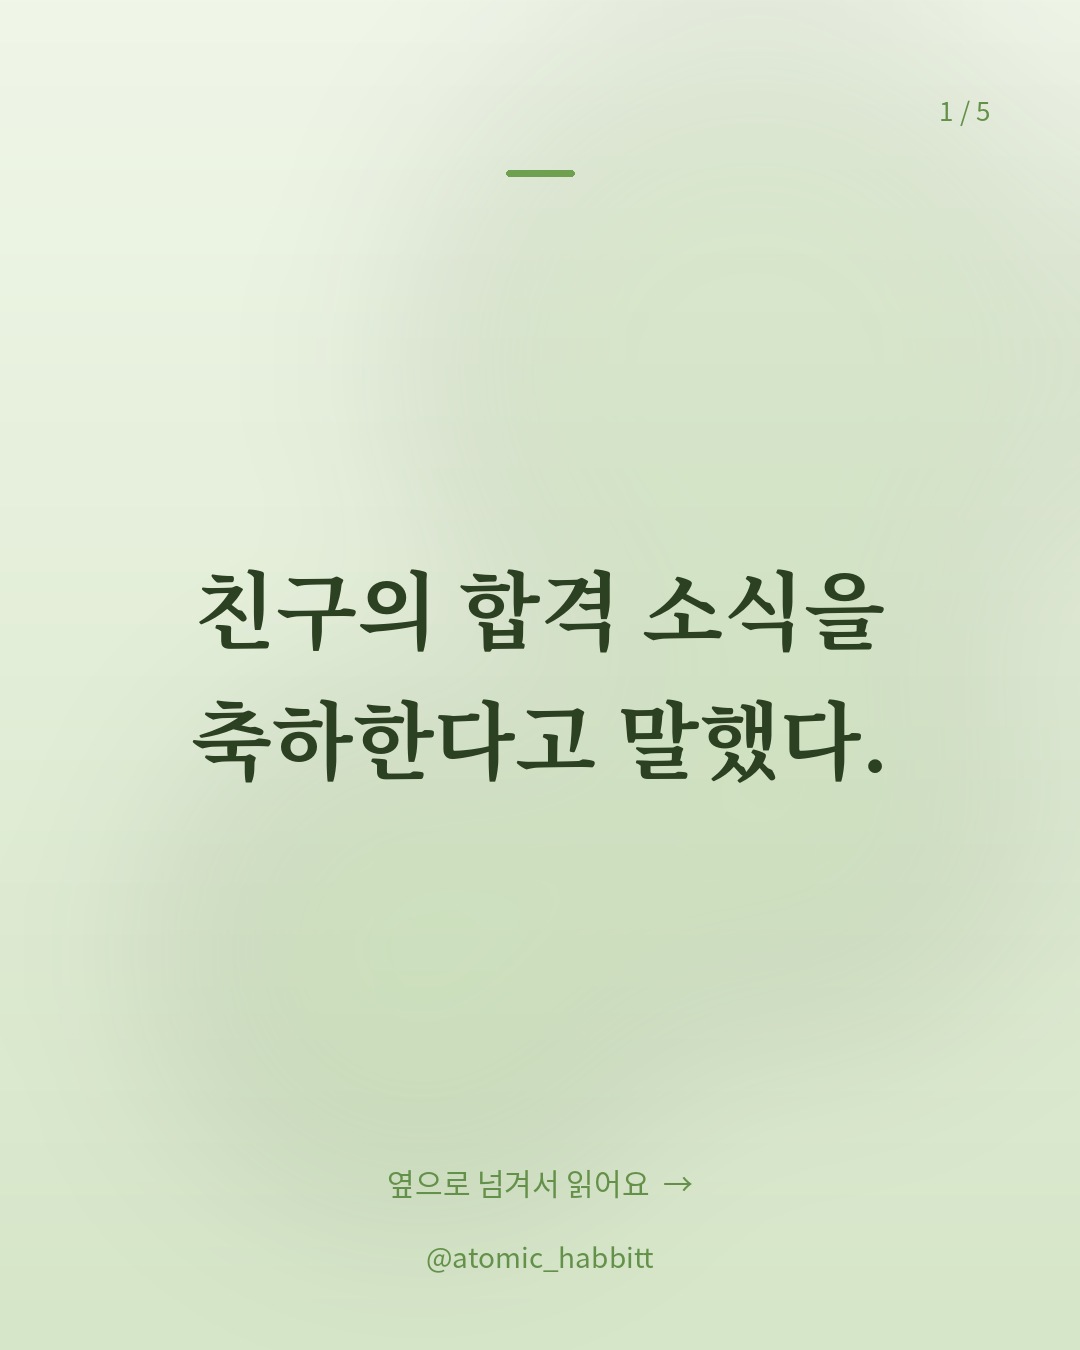 1 / 5
친구의 합격 소식을
축하한다고 말했다.
옆으로 넘겨서 읽어요 →
@atomic_habbitt